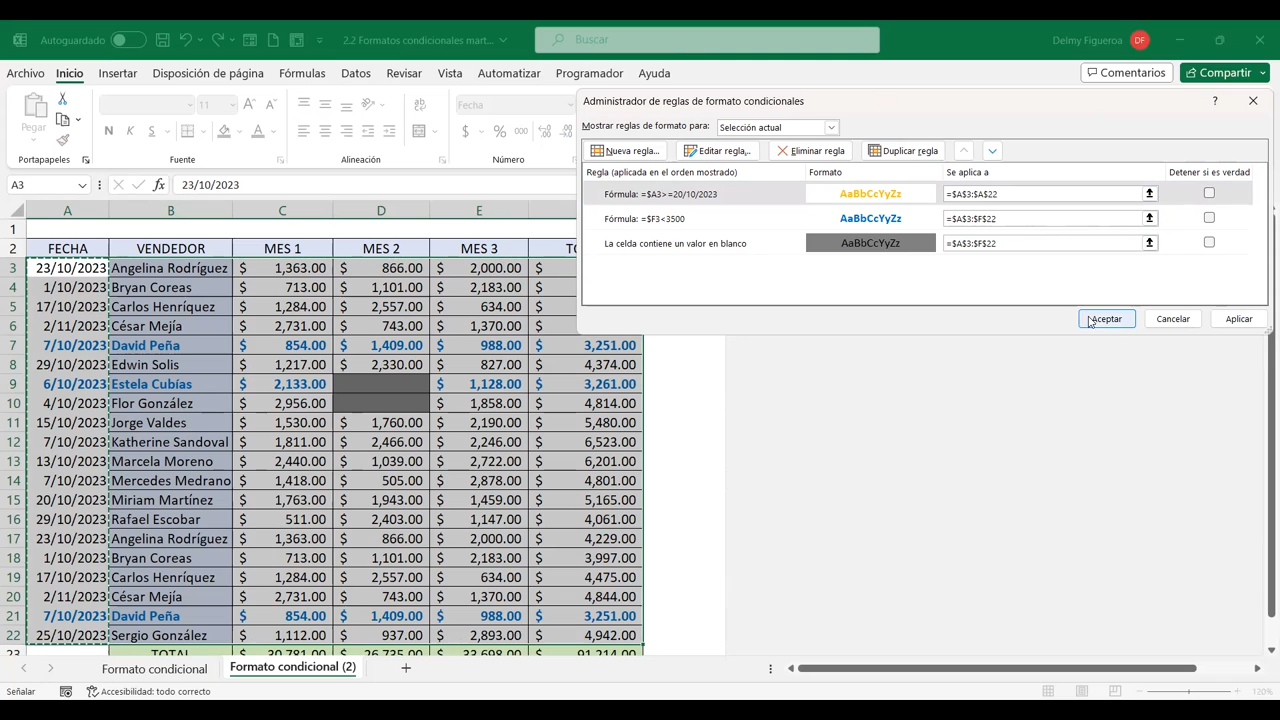 Autoguardado
2.2 Formatos condicionales mart...
Buscar
Delmy Figueroa DF
Archivo Inicio Insertar Disposición de página Fórmulas Datos Revisar Vista Automatizar Programador Ayuda
Comentarios Compartir
Pegar
11 A A
N K S A
ab
Fecha
$ % 000
Portapapeles Fuente Alineación Número
Administrador de reglas de formato condicionales ?
Mostrar reglas de formato para: Selección actual
Nueva regla... Editar regla... Eliminar regla Duplicar regla
Regla (aplicada en el orden mostrado) Formato Se aplica a Detener si es verdad
Fórmula: =$A3>=20/10/2023 AaBbCcYyZz =$A$3:$A$22
Fórmula: =$F3<3500 AaBbCcYyZz =$A$3:$F$22
La celda contiene un valor en blanco AaBbCcYyZz =$A$3:$F$22
Aceptar Cancelar Aplicar
A3 fx 23/10/2023
A B C D E
1
2 FECHA VENDEDOR MES 1 MES 2 MES 3 TO
3 23/10/2023 Angelina Rodríguez $ 1,363.00 $ 866.00 $ 2,000.00 $
4 1/10/2023 Bryan Coreas $ 713.00 $ 1,101.00 $ 2,183.00 $
5 17/10/2023 Carlos Henríquez $ 1,284.00 $ 2,557.00 $ 634.00 $
6 2/11/2023 César Mejía $ 2,731.00 $ 743.00 $ 1,370.00 $
7 7/10/2023 David Peña $ 854.00 $ 1,409.00 $ 988.00 $ 3,251.00
8 29/10/2023 Edwin Solis $ 1,217.00 $ 2,330.00 $ 827.00 $ 4,374.00
9 6/10/2023 Estela Cubías $ 2,133.00 $ 1,128.00 $ 3,261.00
10 4/10/2023 Flor González $ 2,956.00 $ 1,858.00 $ 4,814.00
11 15/10/2023 Jorge Valdes $ 1,530.00 $ 1,760.00 $ 2,190.00 $ 5,480.00
12 7/10/2023 Katherine Sandoval $ 1,811.00 $ 2,466.00 $ 2,246.00 $ 6,523.00
13 13/10/2023 Marcela Moreno $ 2,440.00 $ 1,039.00 $ 2,722.00 $ 6,201.00
14 7/10/2023 Mercedes Medrano $ 1,418.00 $ 505.00 $ 2,878.00 $ 4,801.00
15 20/10/2023 Miriam Martínez $ 1,763.00 $ 1,943.00 $ 1,459.00 $ 5,165.00
16 29/10/2023 Rafael Escobar $ 511.00 $ 2,403.00 $ 1,147.00 $ 4,061.00
17 23/10/2023 Angelina Rodríguez $ 1,363.00 $ 866.00 $ 2,000.00 $ 4,229.00
18 1/10/2023 Bryan Coreas $ 713.00 $ 1,101.00 $ 2,183.00 $ 3,997.00
19 17/10/2023 Carlos Henríquez $ 1,284.00 $ 2,557.00 $ 634.00 $ 4,475.00
20 2/11/2023 César Mejía $ 2,731.00 $ 743.00 $ 1,370.00 $ 4,844.00
21 7/10/2023 David Peña $ 854.00 $ 1,409.00 $ 988.00 $ 3,251.00
22 25/10/2023 Sergio González $ 1,112.00 $ 937.00 $ 2,893.00 $ 4,942.00
23 TOTAL $ 30,781.00 $ 26,735.00 $ 33,698.00 $ 91,214.00
Formato condicional Formato condicional (2)
Señalar Accesibilidad: todo correcto 120%